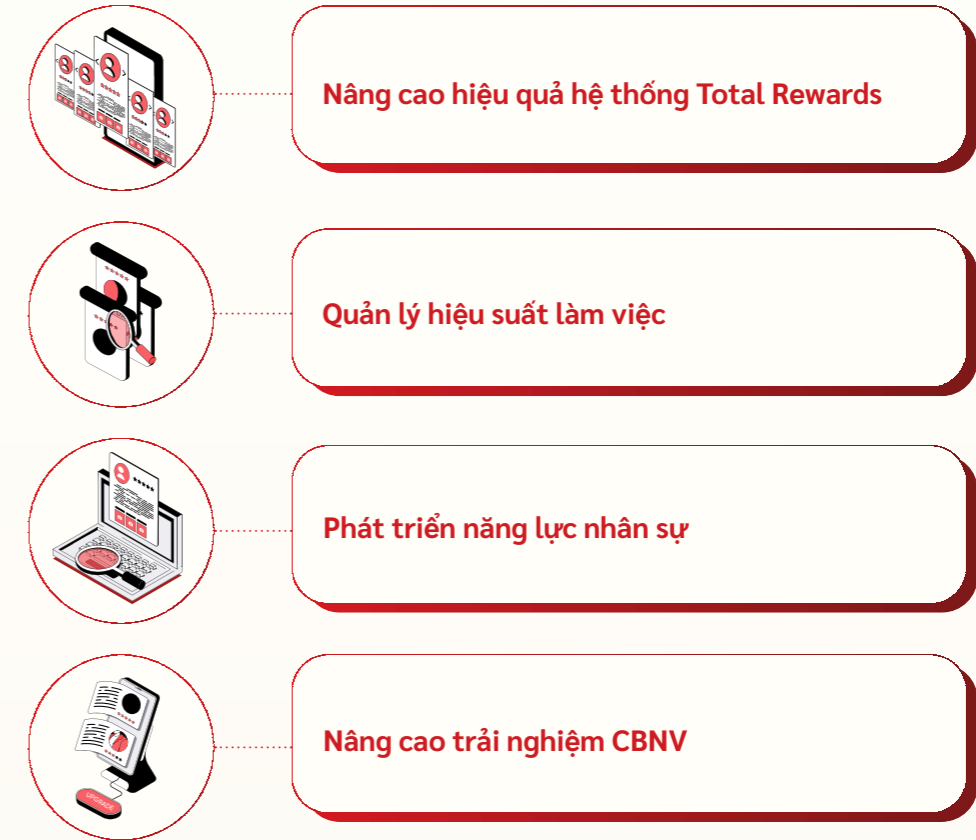 Nâng cao hiệu quả hệ thống Total Rewards
Quản lý hiệu suất làm việc
Phát triển năng lực nhân sự
Nâng cao trải nghiệm CBNV
UPGRADE